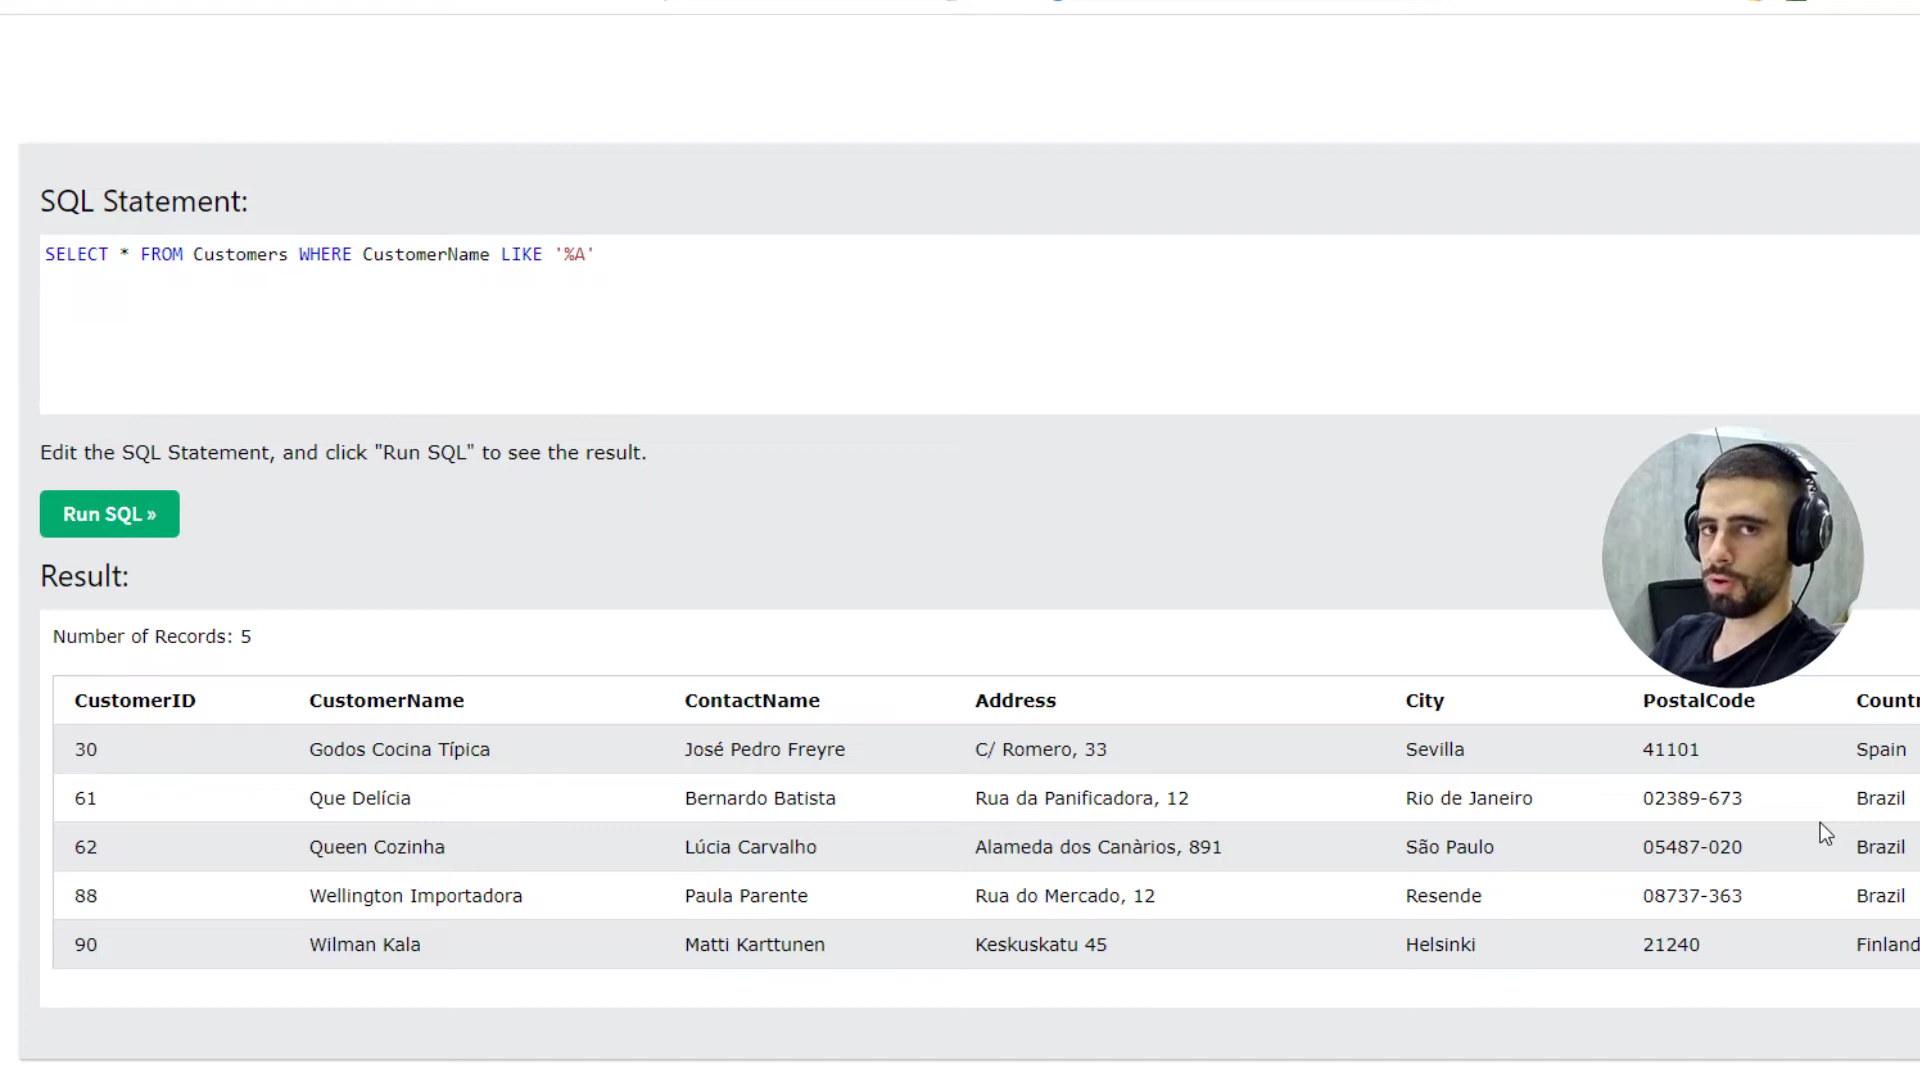 SQL Statement:
SELECT * FROM Customers WHERE CustomerName LIKE '%A'
Edit the SQL Statement, and click "Run SQL" to see the result.
Run SQL »
Result:
Number of Records: 5
CustomerID CustomerName ContactName Address City PostalCode Countr
30 Godos Cocina Típica José Pedro Freyre C/ Romero, 33 Sevilla 41101 Spain
61 Que Delícia Bernardo Batista Rua da Panificadora, 12 Rio de Janeiro 02389-673 Brazil
62 Queen Cozinha Lúcia Carvalho Alameda dos Canàrios, 891 São Paulo 05487-020 Brazil
88 Wellington Importadora Paula Parente Rua do Mercado, 12 Resende 08737-363 Brazil
90 Wilman Kala Matti Karttunen Keskuskatu 45 Helsinki 21240 Finland